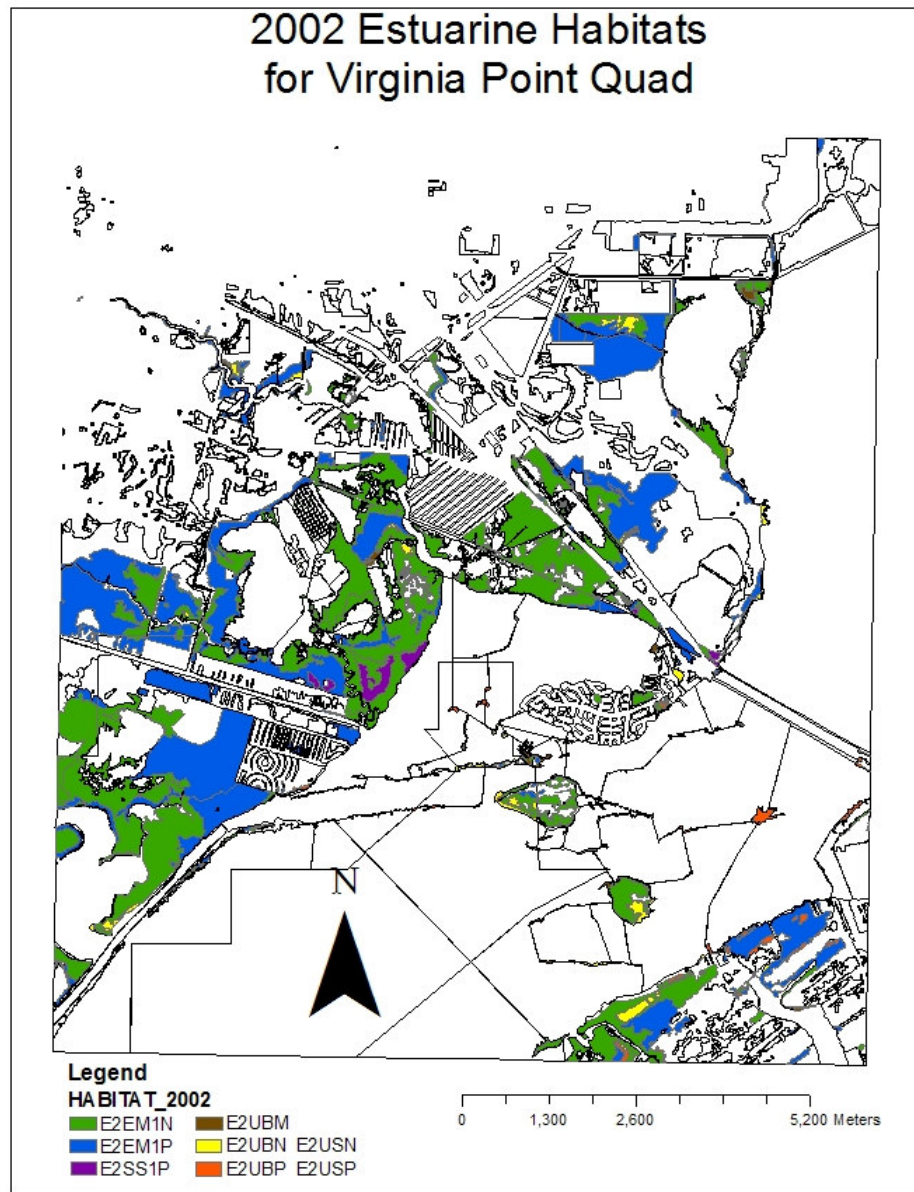 2002 Estuarine Habitats
for Virginia Point Quad
N
Legend
HABITAT_2002
E2EM1N E2UBM
E2EM1P E2UBN E2USN
E2SS1P E2UBP E2USP
0 1,300 2,600 5,200 Meters